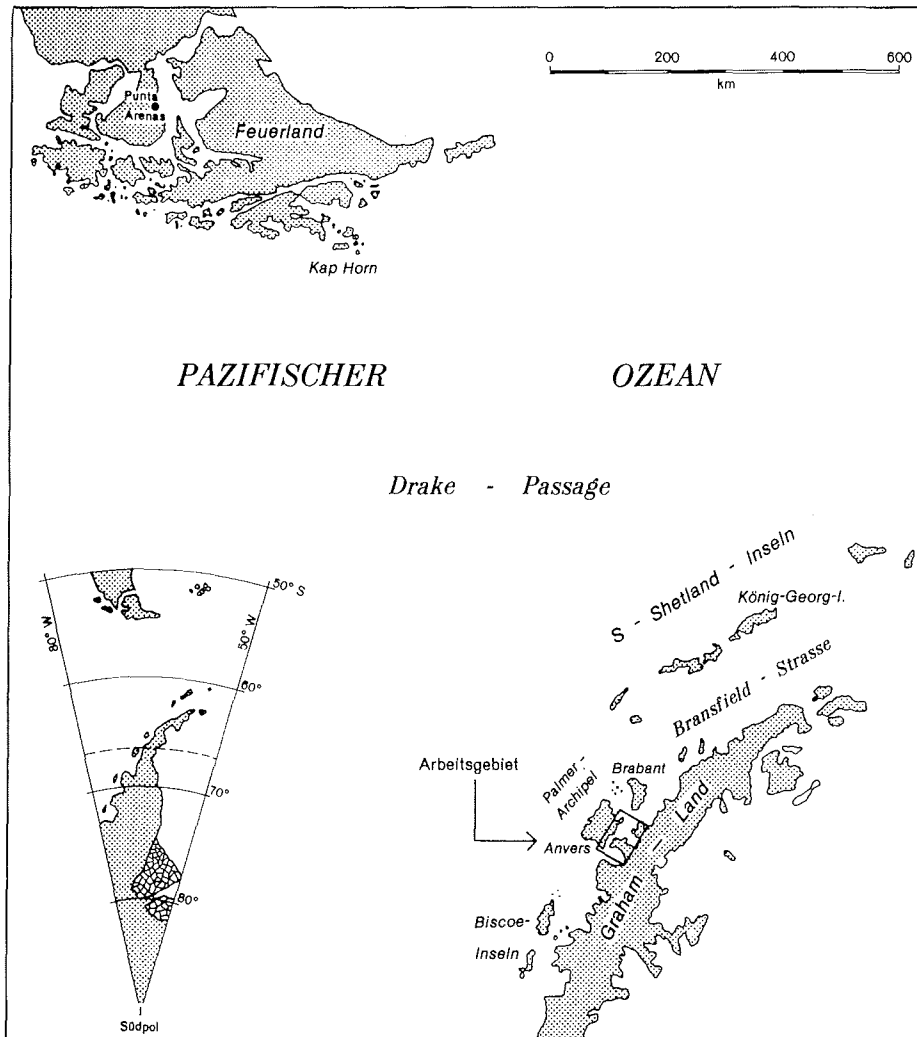 200 400 600
km
Punta
Arenas
Feuerland
Kap Horn
PAZIFISCHER OZEAN
Drake - Passage
S - Shetland - Inseln
König-Georg-I.
Bransfield - Strasse
50° S
80° W
50° W
60°
70°
80°
Südpol
Arbeitsgebiet
Palmer-
Archipel
Brabant
Anvers
Graham - Land
Biscoe-
Inseln